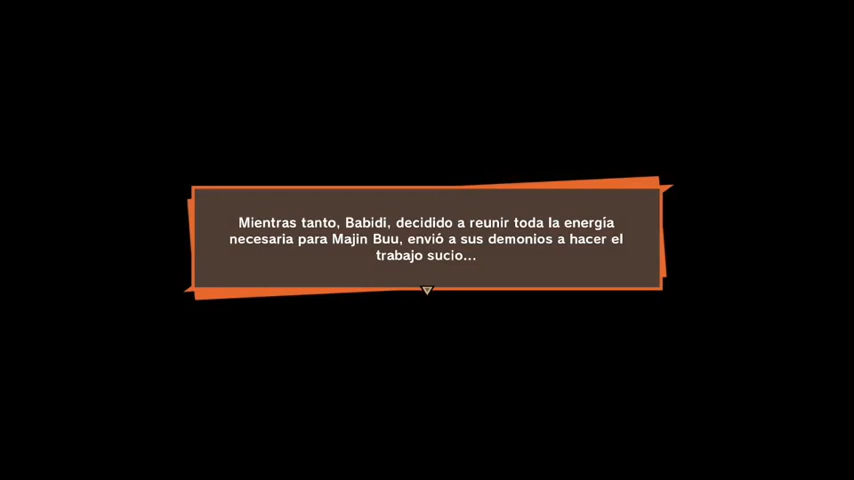 Mientras tanto, Babidi, decidido a reunir toda la energía
necesaria para Majin Buu, envió a sus demonios a hacer el
trabajo sucio...